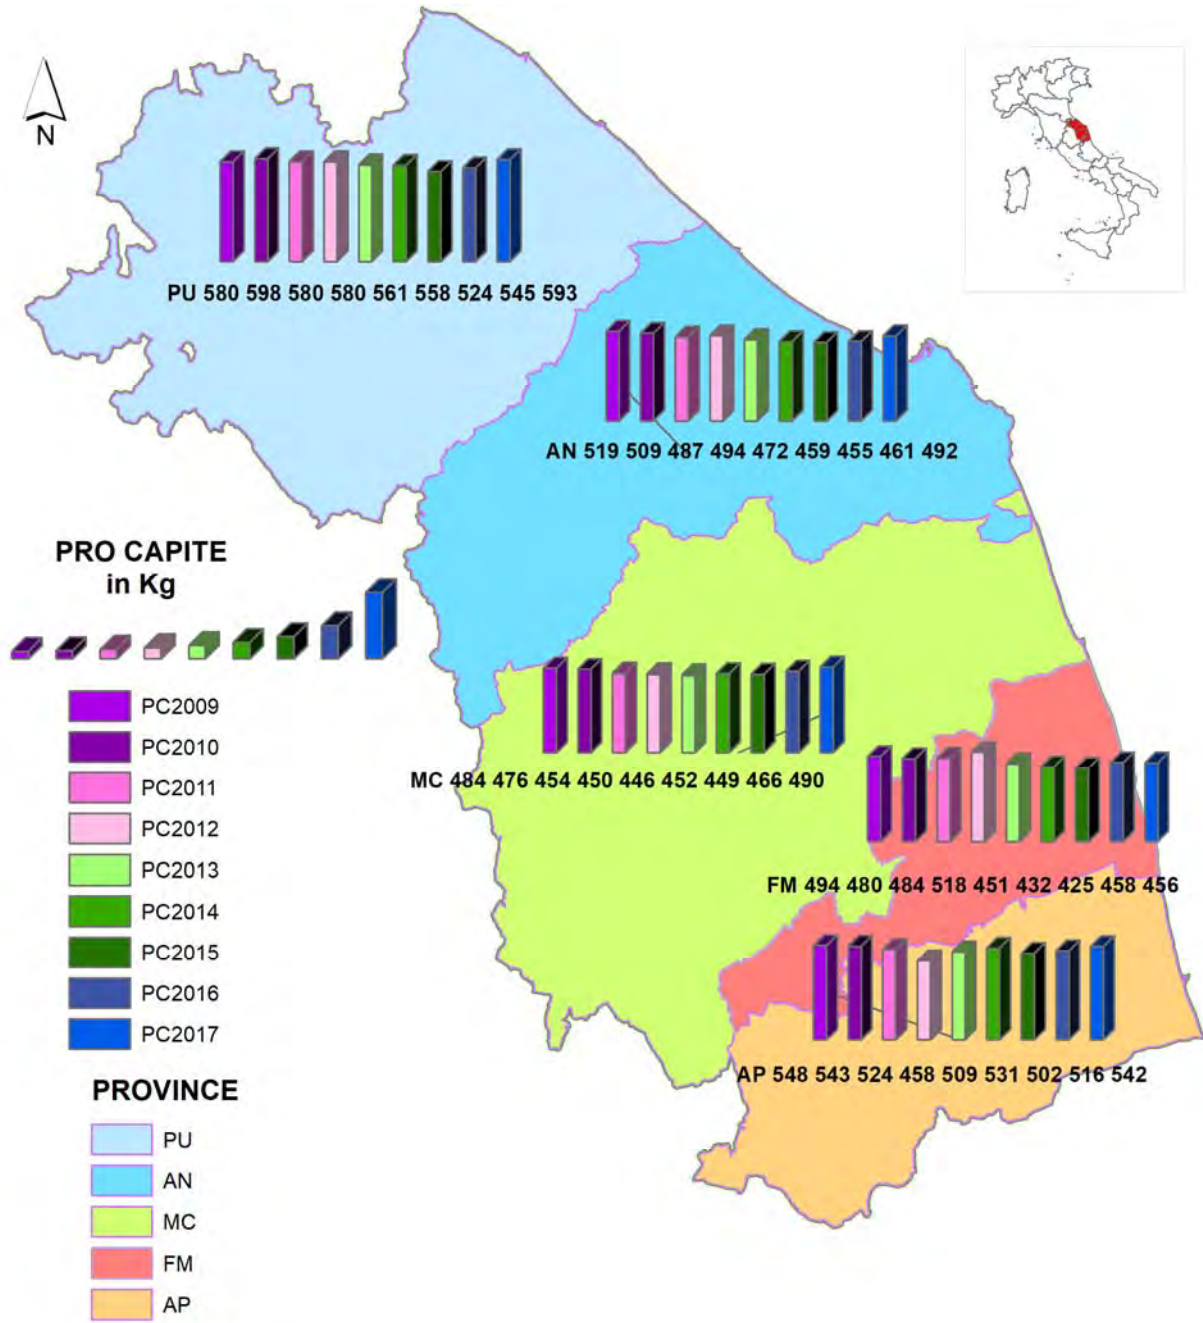 N
PU 580 598 580 580 561 558 524 545 593
AN 519 509 487 494 472 459 455 461 492
PRO CAPITE
in Kg
MC 484 476 454 450 446 452 449 466 490
PC2009
PC2010
PC2011
PC2012
PC2013
PC2014
PC2015
PC2016
PC2017
FM 494 480 484 518 451 432 425 458 456
AP 548 543 524 458 509 531 502 516 542
PROVINCE
PU
AN
MC
FM
AP